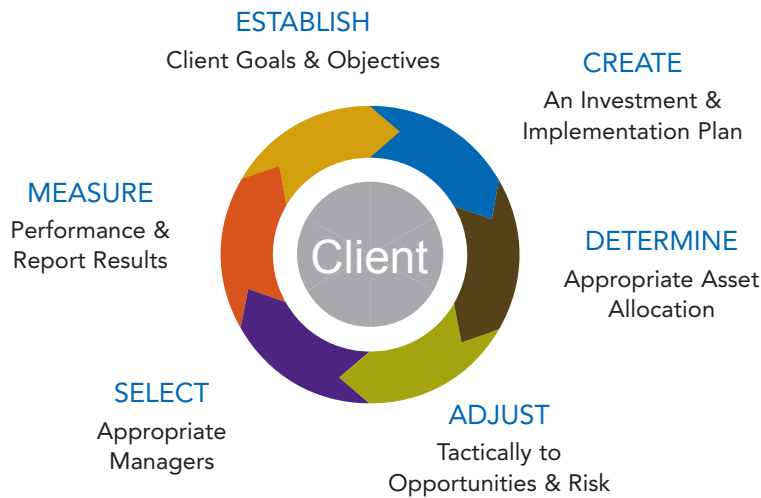 ESTABLISH
Client Goals & Objectives
CREATE
An Investment &
Implementation Plan
DETERMINE
Appropriate Asset
Allocation
ADJUST
Tactically to
Opportunities & Risk
SELECT
Appropriate
Managers
MEASURE
Performance &
Report Results
Client